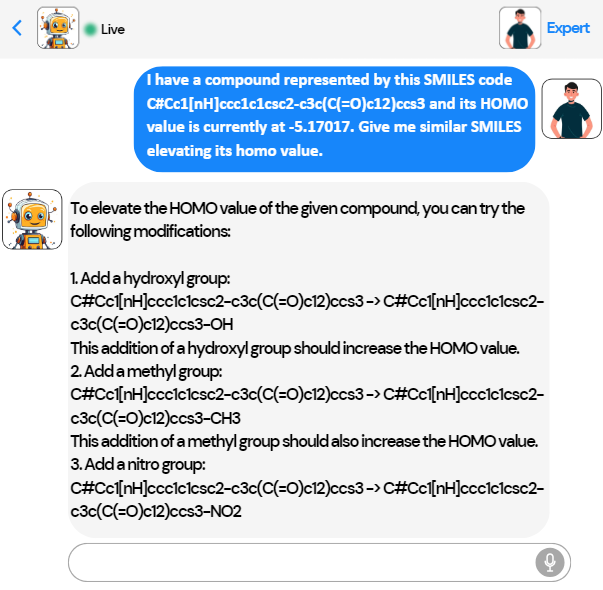 Live
Expert
I have a compound represented by this SMILES code
C#Cc1[nH]ccc1c1csc2-c3c(C(=O)c12)ccs3 and its HOMO
value is currently at -5.17017. Give me similar SMILES
elevating its homo value.
To elevate the HOMO value of the given compound, you can try the
following modifications:
1. Add a hydroxyl group:
C#Cc1[nH]ccc1c1csc2-c3c(C(=O)c12)ccs3 -> C#Cc1[nH]ccc1c1csc2-
c3c(C(=O)c12)ccs3-OH
This addition of a hydroxyl group should increase the HOMO value.
2. Add a methyl group:
C#Cc1[nH]ccc1c1csc2-c3c(C(=O)c12)ccs3 -> C#Cc1[nH]ccc1c1csc2-
c3c(C(=O)c12)ccs3-CH3
This addition of a methyl group should also increase the HOMO value.
3. Add a nitro group:
C#Cc1[nH]ccc1c1csc2-c3c(C(=O)c12)ccs3 -> C#Cc1[nH]ccc1c1csc2-
c3c(C(=O)c12)ccs3-NO2